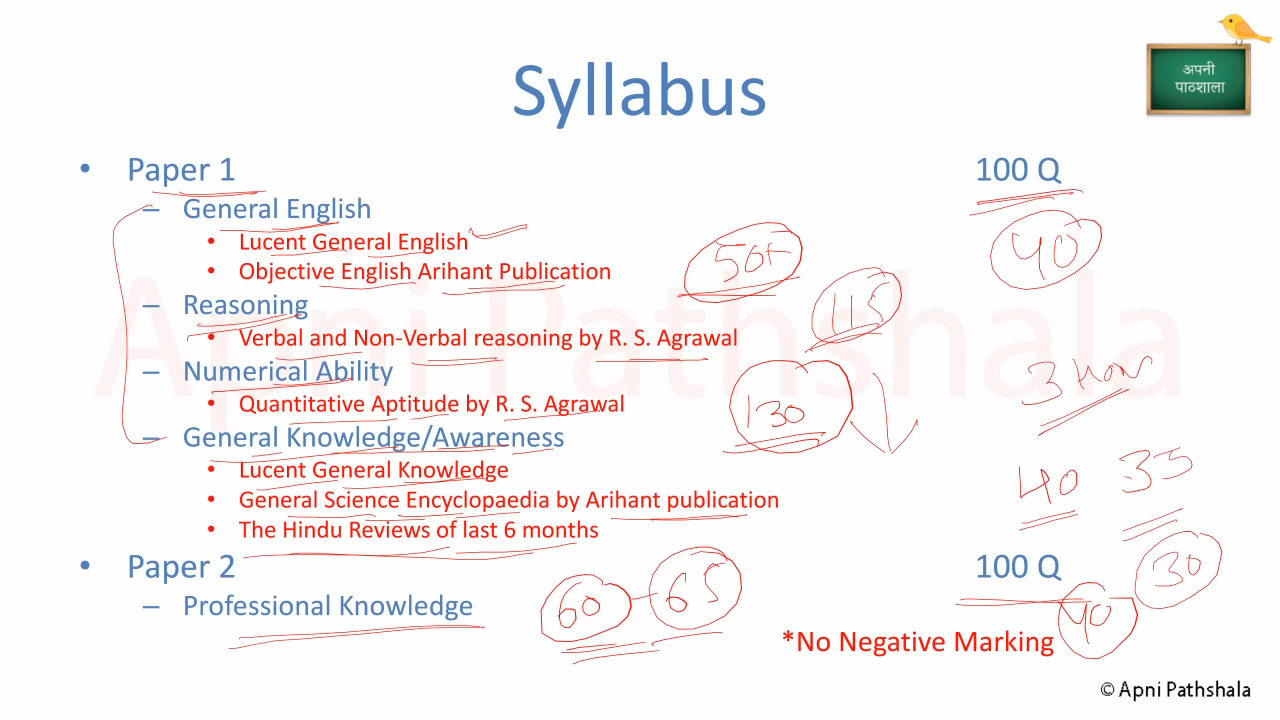 अपनी
पाठशाला
Syllabus
• Paper 1 100 Q
– General English
• Lucent General English
• Objective English Arihant Publication
50+
40
– Reasoning
115
• Verbal and Non-Verbal reasoning by R. S. Agrawal
– Numerical Ability
3 Hour
• Quantitative Aptitude by R. S. Agrawal
130
– General Knowledge/Awareness
• Lucent General Knowledge
40 35
• General Science Encyclopaedia by Arihant publication
• The Hindu Reviews of last 6 months
• Paper 2 100 Q
30
– Professional Knowledge
60 – 65
40
*No Negative Marking
Apni Pathshala
© Apni Pathshala